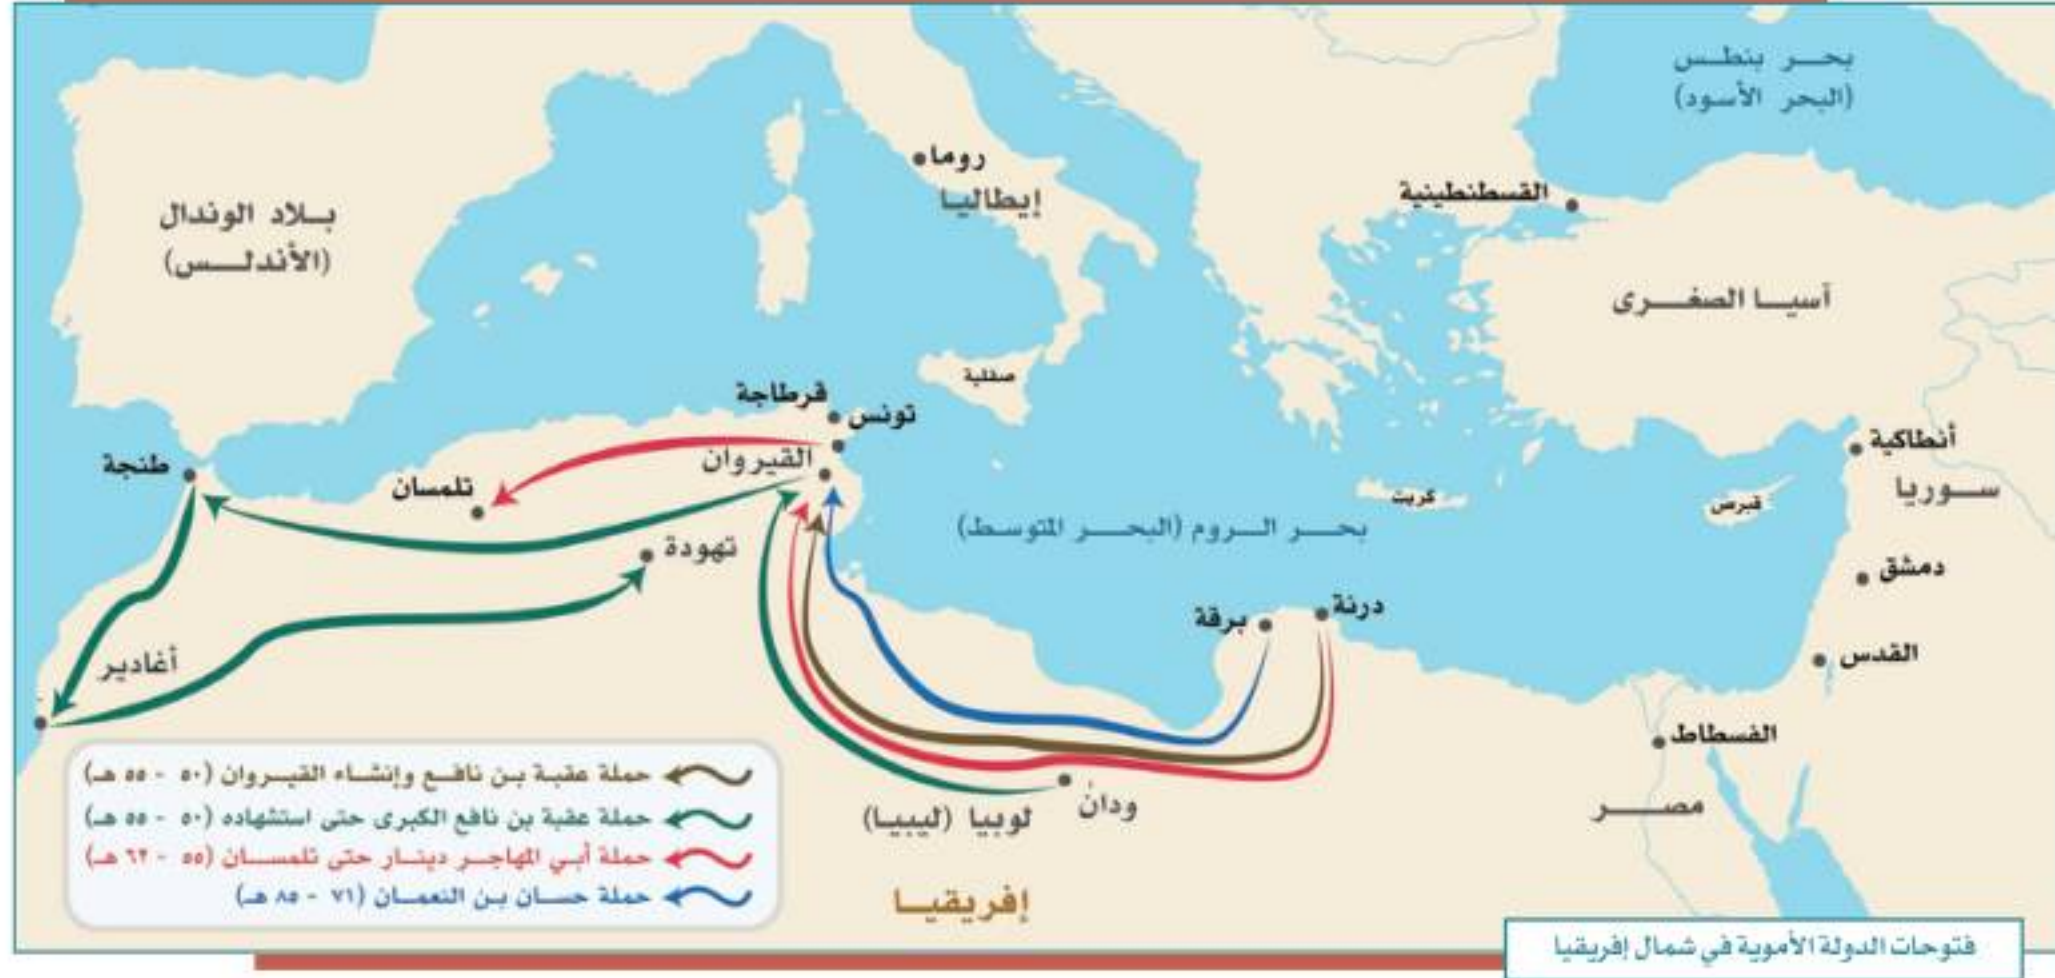 بحر بنطس
(البحر الأسود)
روما
إيطاليا
القسطنطينية
بلاد الوندال
(الأندلس)
آسيا الصغرى
صقلية
قرطاجة
تونس
أنطاكية
القيروان
طنجة
تلمسان
سوريا
كريت
قبرص
بحر الروم (البحر المتوسط)
تهودة
دمشق
درنة
برقة
القدس
أغادير
الفسطاط
ودان
لوبيا (ليبيا)
مصر
حملة عقبة بن نافع وإنشاء القيروان (٥٠ - ٥٥ هـ)
حملة عقبة بن نافع الكبرى حتى استشهاده (٥٠ - ٥٥ هـ)
حملة أبي المهاجر دينار حتى تلمسان (٥٥ - ٦٢ هـ)
حملة حسان بن النعمان (٧١ - ٨٥ هـ)
إفريقيا
فتوحات الدولة الأموية في شمال إفريقيا